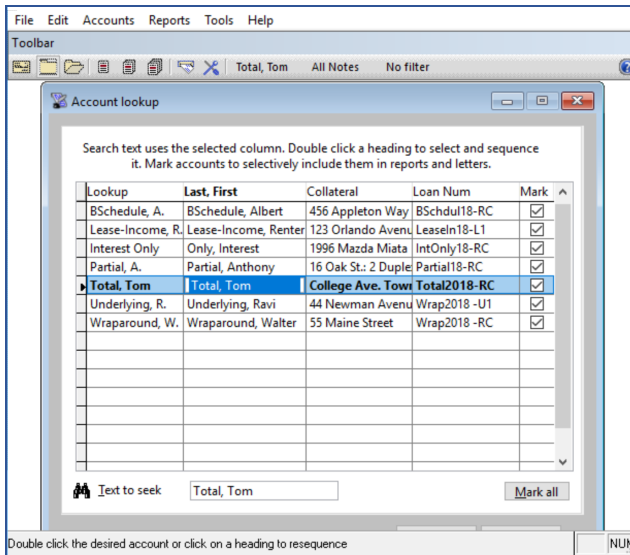 File Edit Accounts Reports Tools Help
Toolbar
Total, Tom All Notes No filter
Account lookup
Search text uses the selected column. Double click a heading to select and sequence
it. Mark accounts to selectively include them in reports and letters.
Lookup Last, First Collateral Loan Num Mark
BSchedule, A. BSchedule, Albert 456 Appleton Way BSchdul18-RC
Lease-Income, R. Lease-Income, Renter 123 Orlando Avenu LeaseIn18-L1
Interest Only Only, Interest 1996 Mazda Miata IntOnly18-RC
Partial, A. Partial, Anthony 16 Oak St.: 2 Duple Partial18-RC
Total, Tom Total, Tom College Ave. Tow Total2018-RC
Underlying, R. Underlying, Ravi 44 Newman Avenu Wrap2018 -U1
Wraparound, W. Wraparound, Walter 55 Maine Street Wrap2018 -RC
Text to seek Total, Tom Mark all
Double click the desired account or click on a heading to resequence NUM